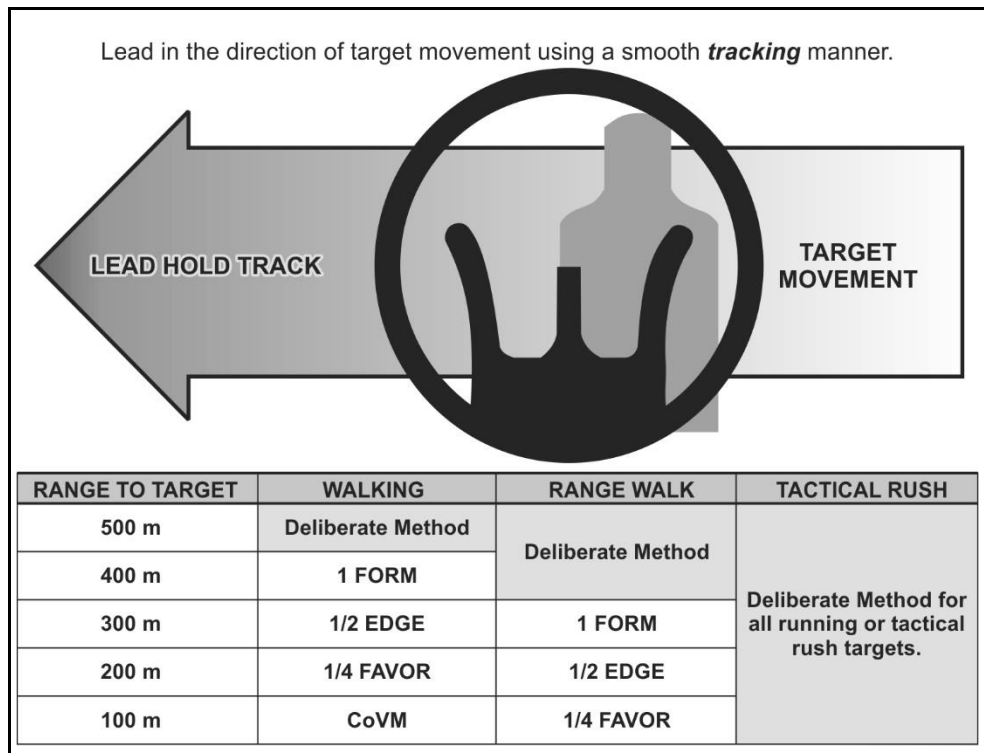 Lead in the direction of target movement using a smooth tracking manner.
LEAD HOLD TRACK
TARGET
MOVEMENT
RANGE TO TARGET WALKING RANGE WALK TACTICAL RUSH
500 m Deliberate Method
Deliberate Method
400 m 1 FORM
Deliberate Method for
all running or tactical
rush targets.
300 m 1/2 EDGE 1 FORM
200 m 1/4 FAVOR 1/2 EDGE
100 m CoVM 1/4 FAVOR